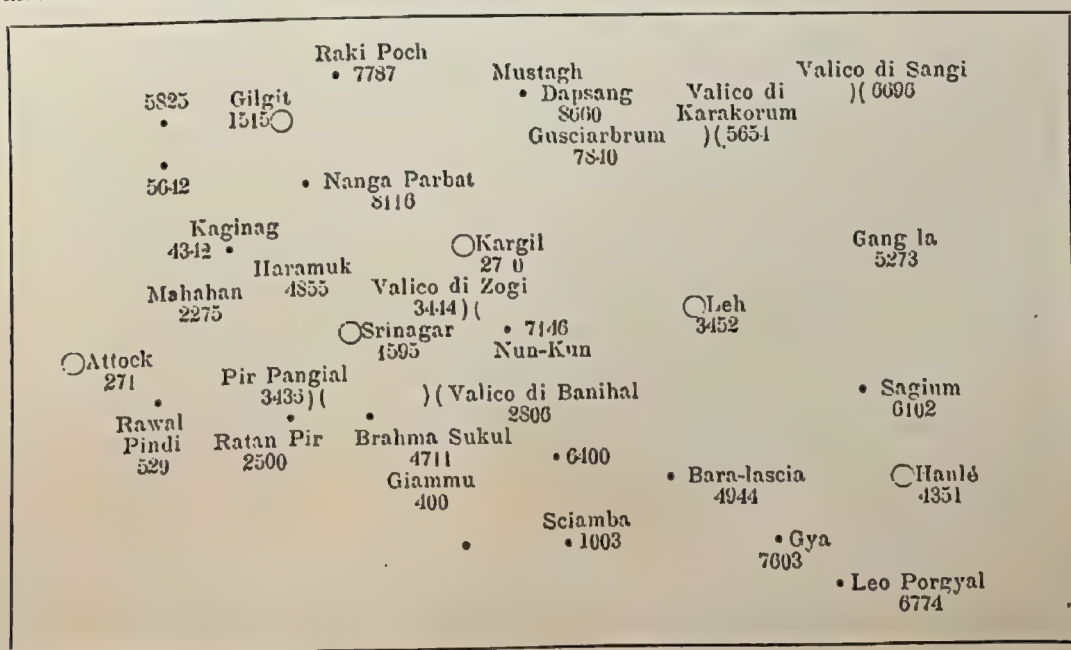 Raki Poch
7787
Mustagh
Dapsang
8660
Gusciarbrum
7840
Valico di
Karakorum
)( 5654
Valico di Sangi
)( 6696
5825
Gilgit
1515
5642
Nanga Parbat
8116
Kaginag
4342
Haramuk
4855
Kargil
27 0
Gang la
5273
Mahahan
2275
Valico di Zogi
3444 )(
Leh
3452
Srinagar
1595
7146
Nun-Kun
Attock
271
Pir Pangial
3433 )(
)( Valico di Banihal
2806
Sagium
6102
Rawal
Pindi
529
Ratan Pir
2500
Brahma Sukul
4711
Giammu
400
6400
Bara-lascia
4944
Hanlé
4351
Sciamba
1003
Gya
7603
Leo Porgyal
6774